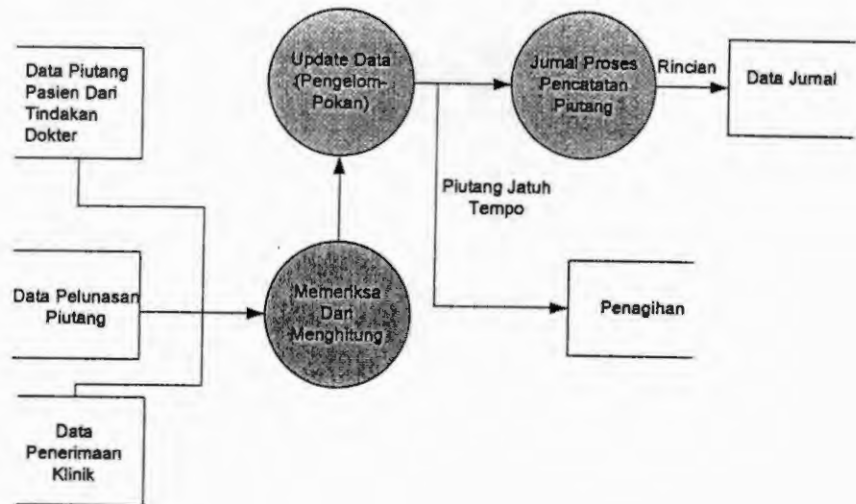 Data Piutang
Pasien Dari
Tindakan
Dokter
Update Data
(Pengelom-
Pokan)
Jurnal Proses
Pencatatan
Piutang
Rincian
Data Jurnal
Piutang Jatuh
Tempo
Data Pelunasan
Piutang
Memeriksa
Dan
Menghitung
Penagihan
Data
Penerimaan
Klinik